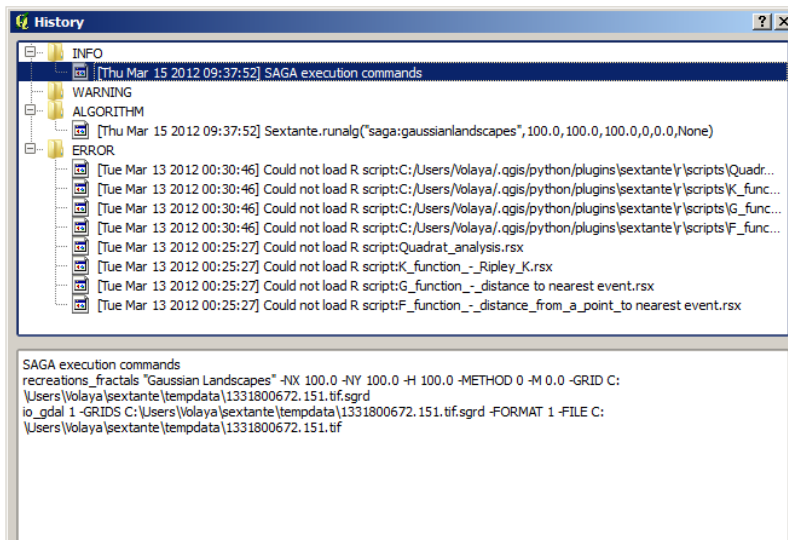 History
INFO
[Thu Mar 15 2012 09:37:52] SAGA execution commands
WARNING
ALGORITHM
[Thu Mar 15 2012 09:37:52] Sextante.runalg("saga:gaussianlandscapes",100.0,100.0,100.0,0,0.0,None)
ERROR
[Tue Mar 13 2012 00:30:46] Could not load R script:C:/Users/Volaya/.qgis/python/plugins\sextante\r\scripts\Quadr...
[Tue Mar 13 2012 00:30:46] Could not load R script:C:/Users/Volaya/.qgis/python/plugins\sextante\r\scripts\K_func...
[Tue Mar 13 2012 00:30:46] Could not load R script:C:/Users/Volaya/.qgis/python/plugins\sextante\r\scripts\G_func...
[Tue Mar 13 2012 00:30:46] Could not load R script:C:/Users/Volaya/.qgis/python/plugins\sextante\r\scripts\F_func...
[Tue Mar 13 2012 00:25:27] Could not load R script:Quadrat_analysis.rsx
[Tue Mar 13 2012 00:25:27] Could not load R script:K_function_-_Ripley_K.rsx
[Tue Mar 13 2012 00:25:27] Could not load R script:G_function_-_distance to nearest event.rsx
[Tue Mar 13 2012 00:25:27] Could not load R script:F_function_-_distance_from_a_point_to nearest event.rsx
SAGA execution commands
recreations_fractals "Gaussian Landscapes" -NX 100.0 -NY 100.0 -H 100.0 -METHOD 0 -M 0.0 -GRID C:
\Users\Volaya\sextante\tempdata\1331800672.151.tif.sgrd
io_gdal 1 -GRIDS C:\Users\Volaya\sextante\tempdata\1331800672.151.tif.sgrd -FORMAT 1 -FILE C:
\Users\Volaya\sextante\tempdata\1331800672.151.tif